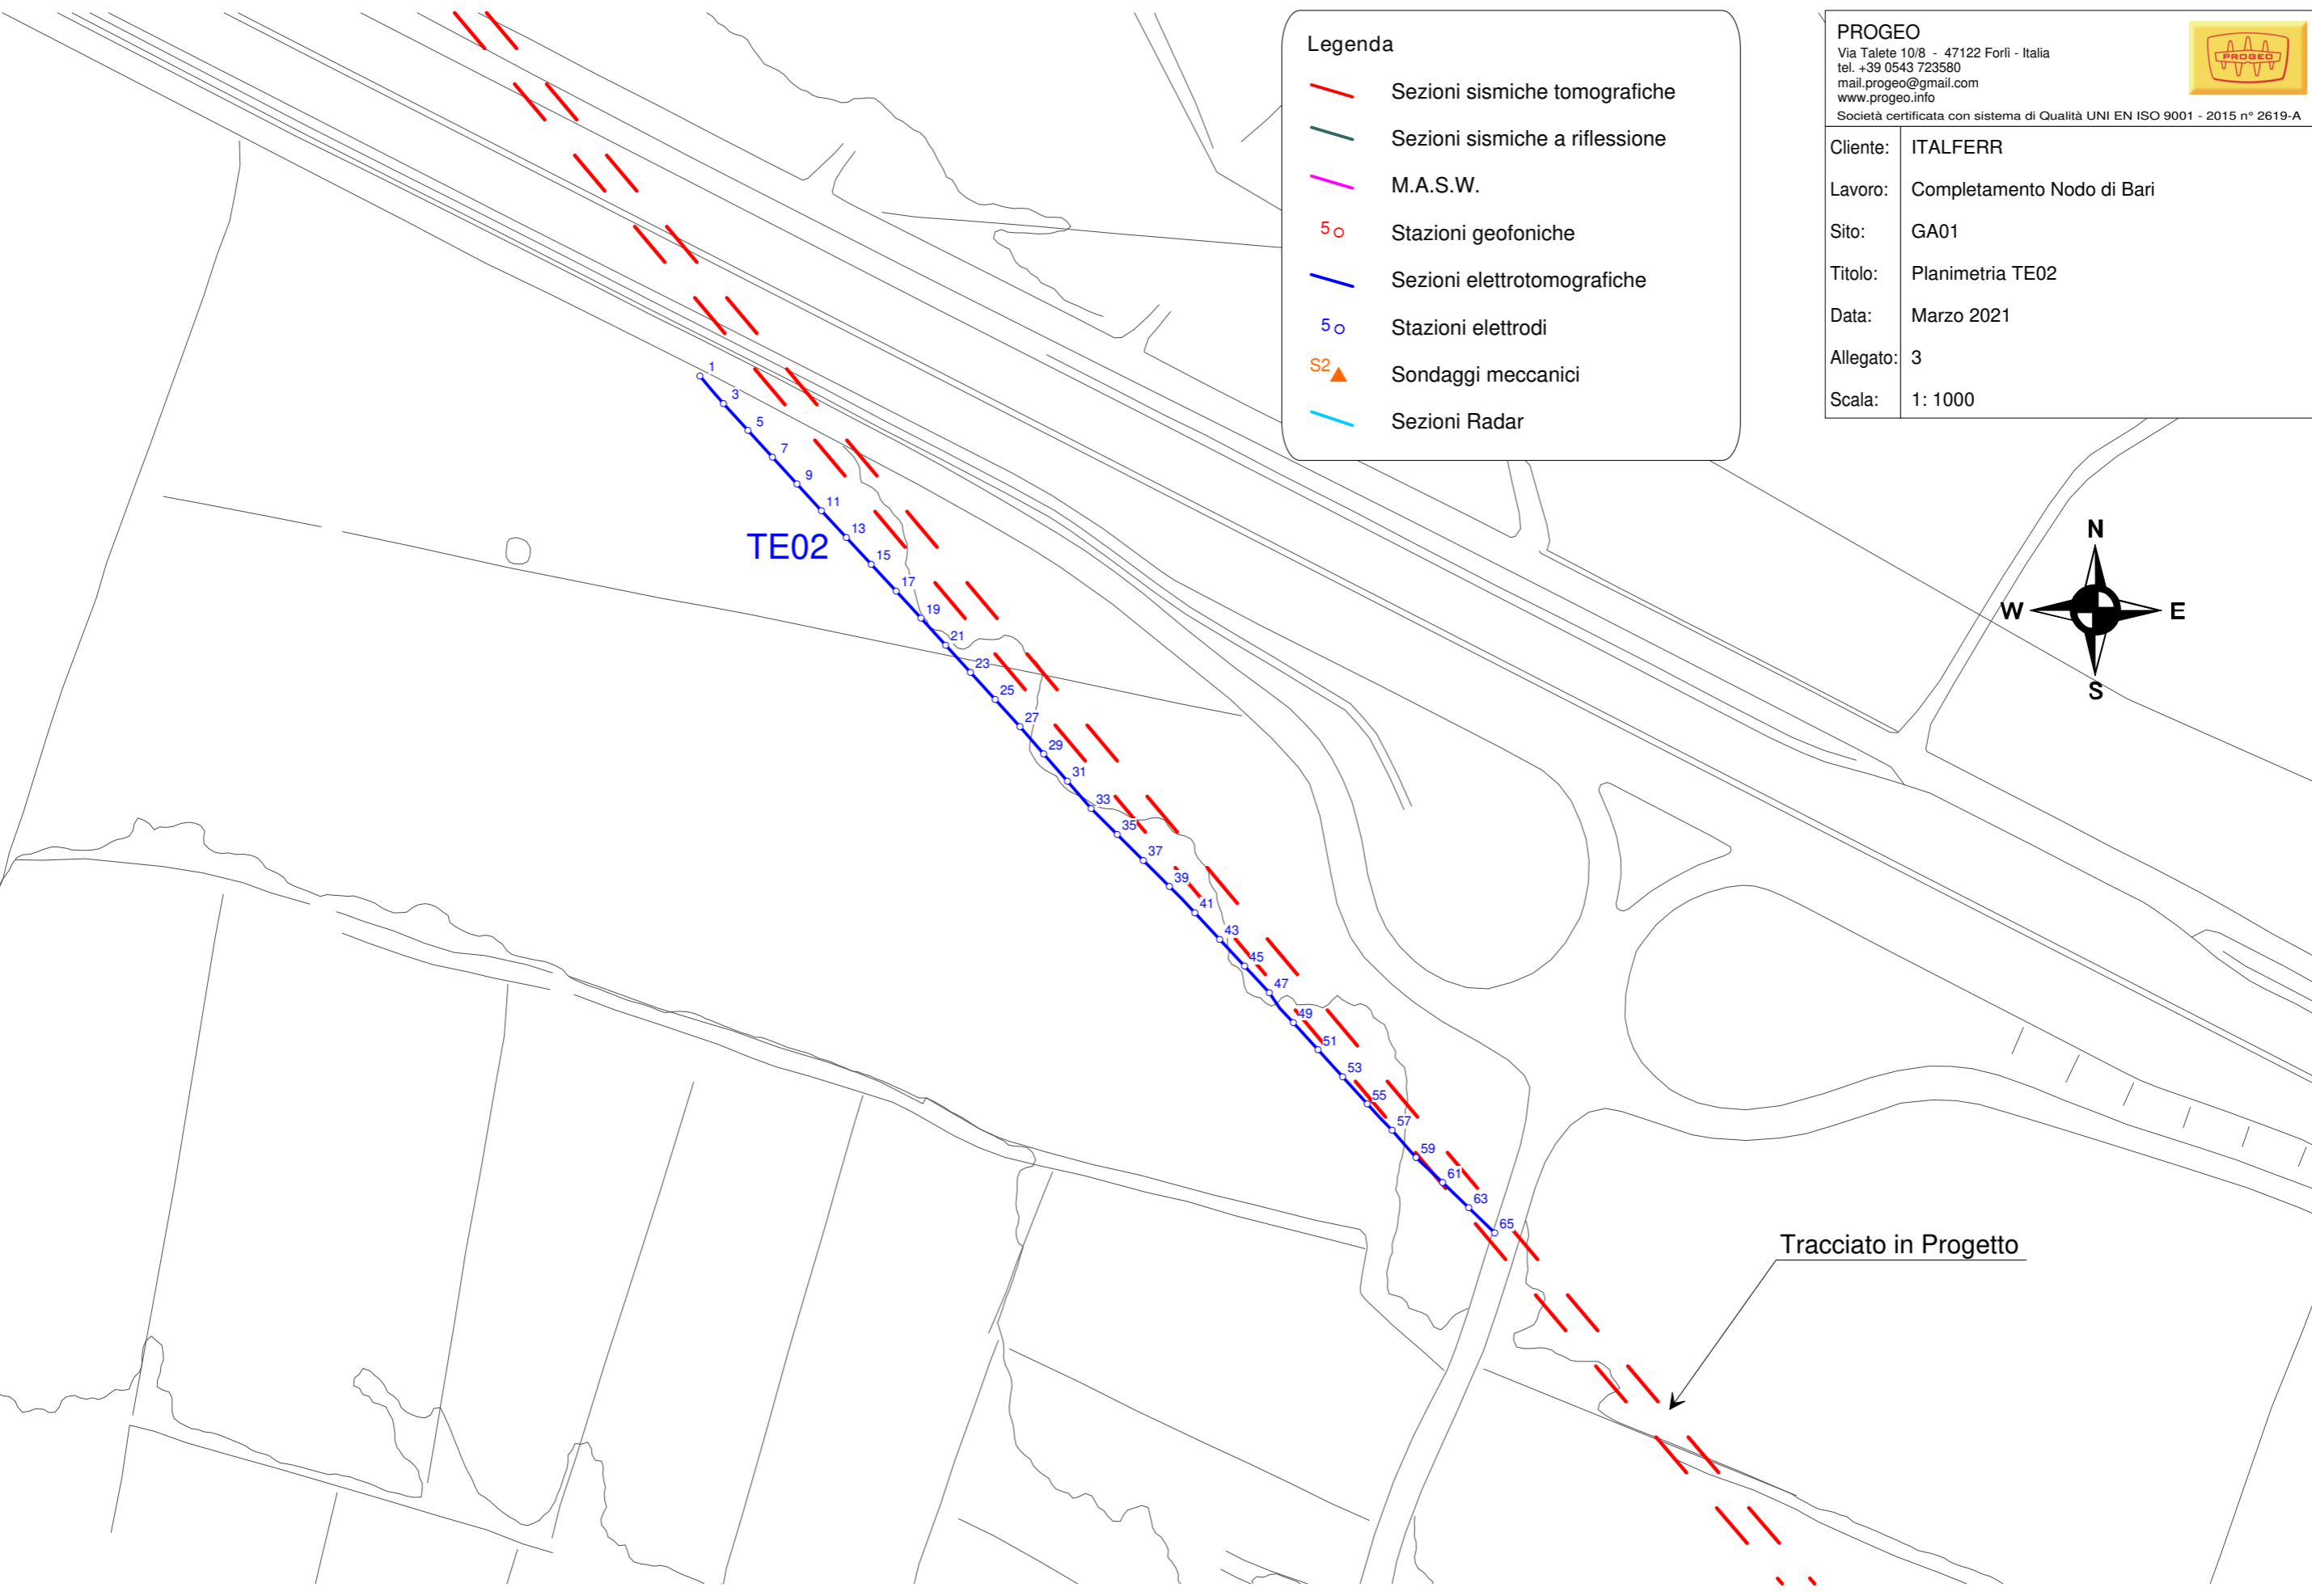 Legenda
Sezioni sismiche tomografiche
Sezioni sismiche a riflessione
M.A.S.W.
5 Stazioni geofoniche
Sezioni elettrotomografiche
5 Stazioni elettrodi
S2 Sondaggi meccanici
Sezioni Radar
PROGEO
Via Talete 10/8 - 47122 Forlì - Italia
tel. +39 0543 723580
mail.progeo@gmail.com
www.progeo.info
PROGEO
Società certificata con sistema di Qualità UNI EN ISO 9001 - 2015 n° 2619-A
Cliente: ITALFERR
Lavoro: Completamento Nodo di Bari
Sito: GA01
Titolo: Planimetria TE02
Data: Marzo 2021
Allegato: 3
Scala: 1: 1000
N
W E
S
1
3
5
7
9
11
13
TE02
15
17
19
21
23
25
27
29
31
33
35
37
39
41
43
45
47
49
51
53
55
57
59
61
63
65
Tracciato in Progetto